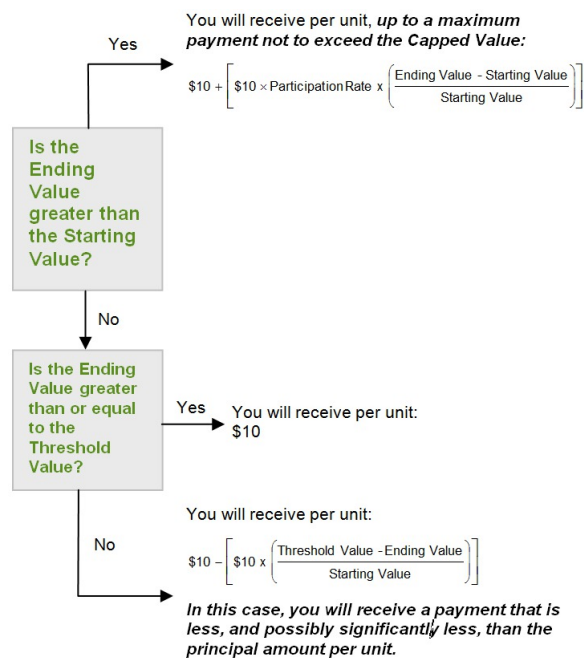 You will receive per unit, up to a maximum
payment not to exceed the Capped Value:
Yes
$10 + [ $10 × Participation Rate x ( Ending Value - Starting Value
Starting Value ) ]
Is the
Ending
Value
greater than
the Starting
Value?
No
Is the Ending
Value greater
than or equal
to the
Threshold
Value?
Yes
You will receive per unit:
$10
You will receive per unit:
No
$10 – [ $10 x ( Threshold Value - Ending Value
Starting Value ) ]
In this case, you will receive a payment that is
less, and possibly significantly less, than the
principal amount per unit.